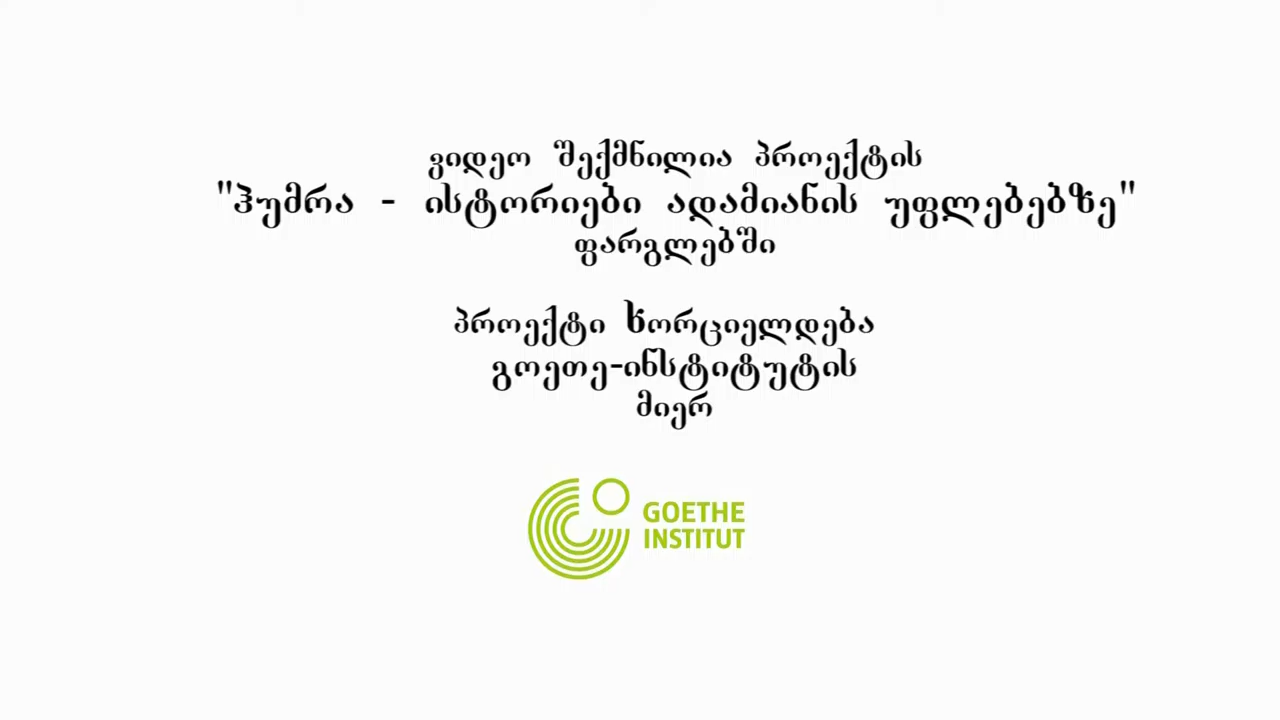 ვიდეო შექმნილია პროექტის
"ჰუმრა - ისტორიები ადამიანის უფლებებზე"
ფარგლებში
პროექტი ხორციელდება
გოეთე-ინსტიტუტის
მიერ
GOETHE
INSTITUT